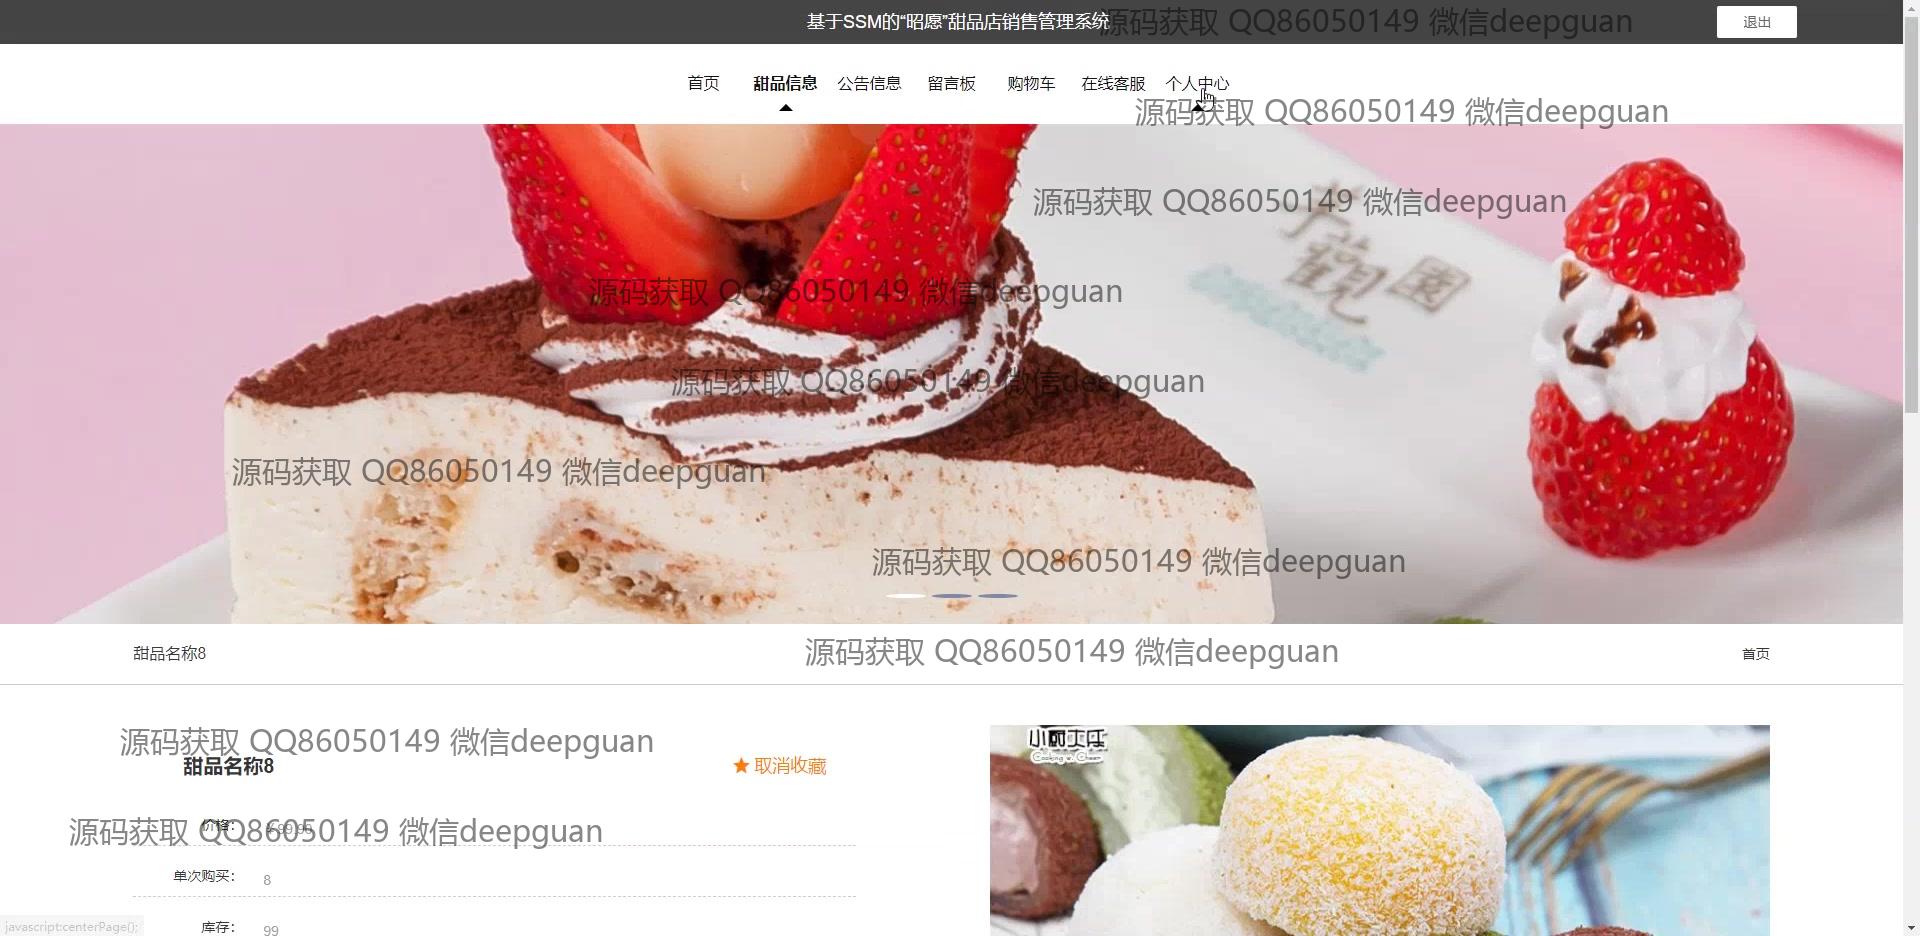 基于SSM的“昭愿”甜品店销售管理系统
源码获取 QQ86050149 微信deepguan
退出
首页 甜品信息 公告信息 留言板 购物车 在线客服 个人中心
源码获取 QQ86050149 微信deepguan
源码获取 QQ86050149 微信deepguan
源码获取 QQ86050149 微信deepguan
源码获取 QQ86050149 微信deepguan
源码获取 QQ86050149 微信deepguan
源码获取 QQ86050149 微信deepguan
甜品名称8
源码获取 QQ86050149 微信deepguan
首页
源码获取 QQ86050149 微信deepguan
甜品名称8
★ 取消收藏
小厨大乐
Cooking w. Cheer
价格： ￥99.99
源码获取 QQ86050149 微信deepguan
单次购买： 8
库存： 99
javascript:centerPage();